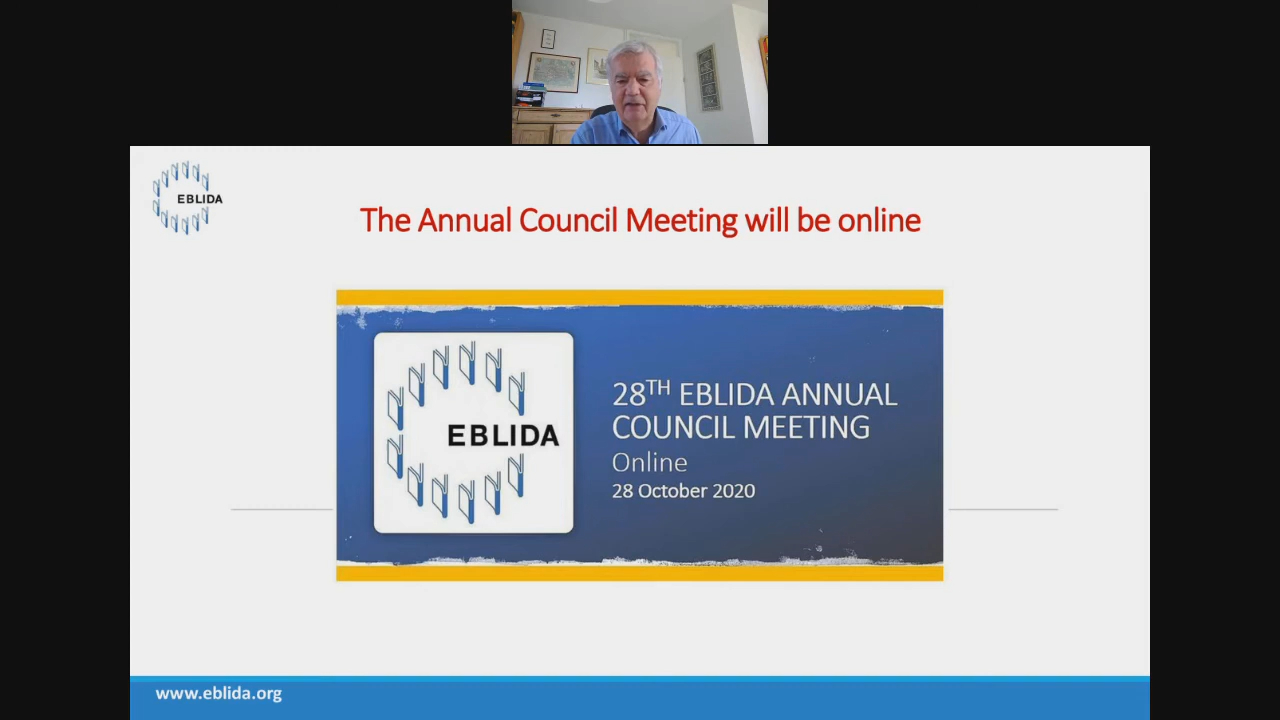 EBLIDA
The Annual Council Meeting will be online
EBLIDA
28TH EBLIDA ANNUAL
COUNCIL MEETING
Online
28 October 2020
www.eblida.org